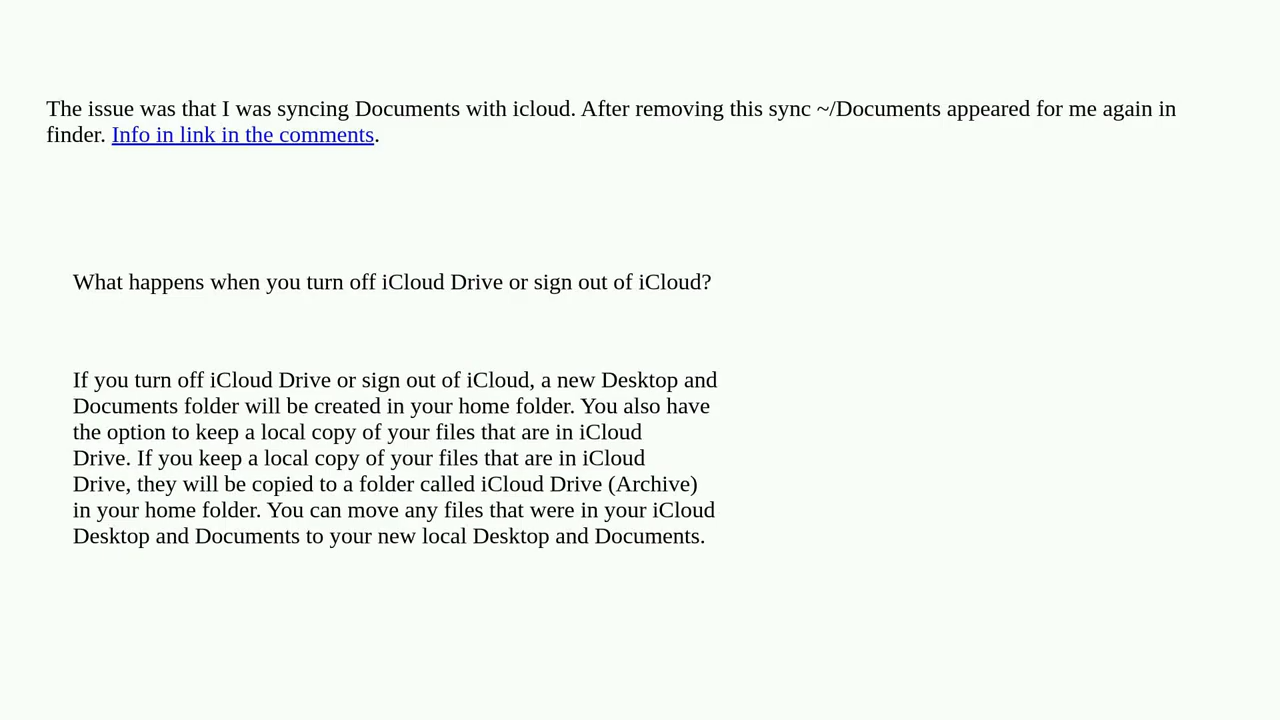 The issue was that I was syncing Documents with icloud. After removing this sync ~/Documents appeared for me again in
finder. Info in link in the comments.
What happens when you turn off iCloud Drive or sign out of iCloud?
If you turn off iCloud Drive or sign out of iCloud, a new Desktop and
Documents folder will be created in your home folder. You also have
the option to keep a local copy of your files that are in iCloud
Drive. If you keep a local copy of your files that are in iCloud
Drive, they will be copied to a folder called iCloud Drive (Archive)
in your home folder. You can move any files that were in your iCloud
Desktop and Documents to your new local Desktop and Documents.